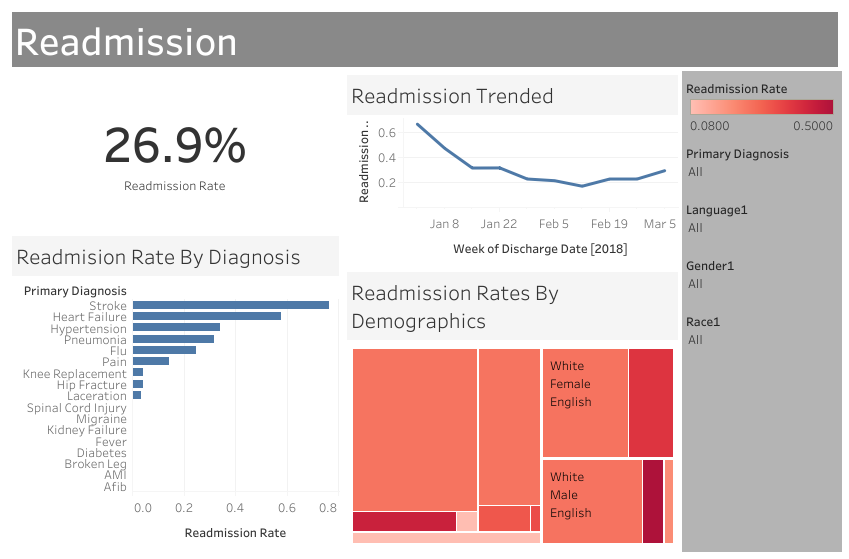 Readmission
26.9%
Readmission Rate
Readmission Trended
Readmission ..
0.6
0.4
0.2
Jan 8
Jan 22
Feb 5
Feb 19
Mar 5
Week of Discharge Date [2018]
Readmission Rate
0.0800
0.5000
Primary Diagnosis
All
Language1
All
Gender1
All
Race1
All
Readmision Rate By Diagnosis
Primary Diagnosis
Stroke
Heart Failure
Hypertension
Pneumonia
Flu
Pain
Knee Replacement
Hip Fracture
Laceration
Spinal Cord Injury
Migraine
Kidney Failure
Fever
Diabetes
Broken Leg
AMI
Afib
0.0
0.2
0.4
0.6
0.8
Readmission Rate
Readmission Rates By
Demographics
White
Female
English
White
Male
English